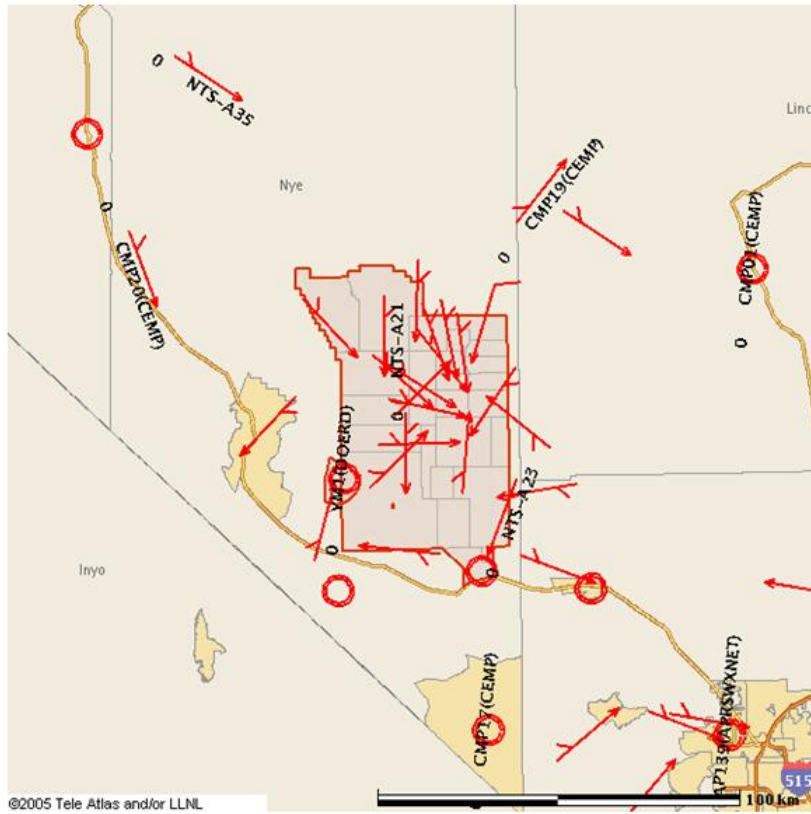 0
NTS-A35
Linc
Nye
CMP19(CEMP)
0
CMP20(CEMP)
0
CMP01(CEMP)
0
NTS-A21
0
YM1(DOERD)
0
NTS-A23
0
Inyo
CMP17(CEMP)
AP139(APRSWXNET)
515
100 km
©2005 Tele Atlas and/or LLNL